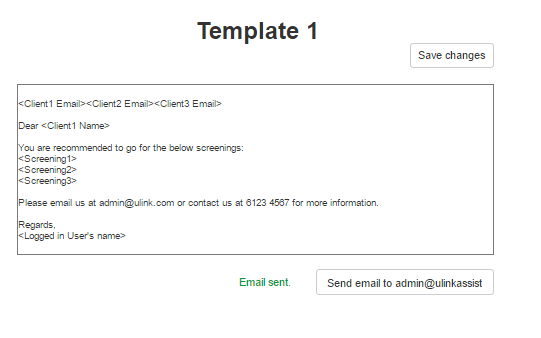 Template 1
Save changes
<Client1 Email><Client2 Email><Client3 Email>
Dear <Client1 Name>
You are recommended to go for the below screenings:
<Screening1>
<Screening2>
<Screening3>
Please email us at admin@ulink.com or contact us at 6123 4567 for more information.
Regards,
<Logged in User's name>
Email sent.
Send email to admin@ulinkassist